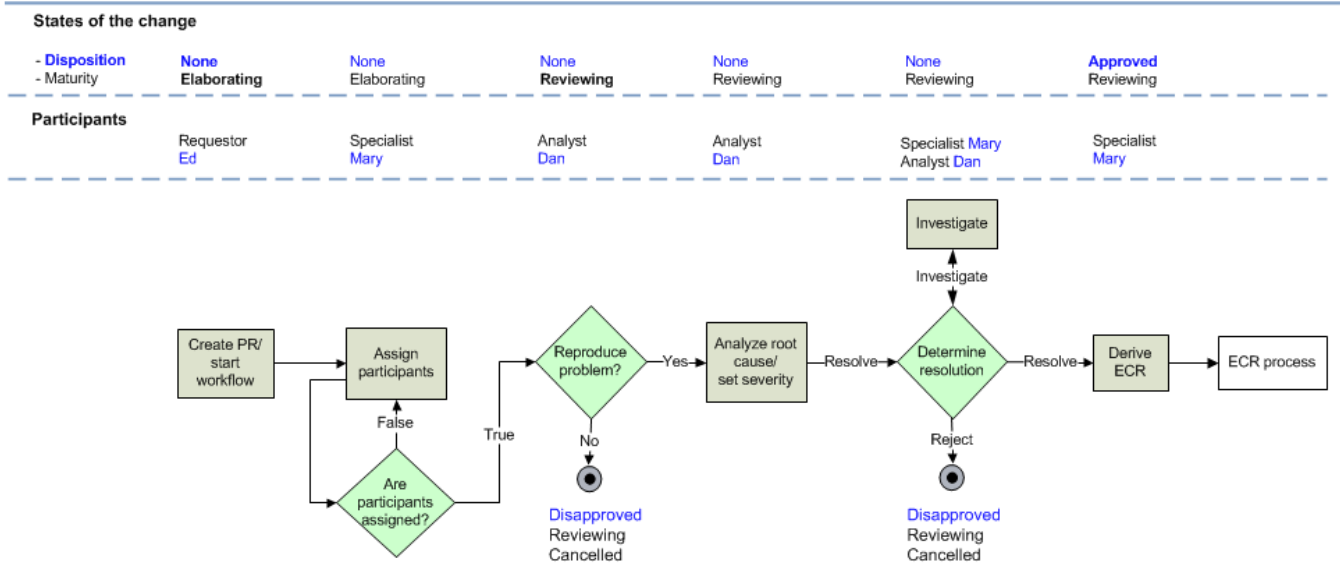 States of the change
- Disposition None None None None None Approved
- Maturity Elaborating Elaborating Reviewing Reviewing Reviewing Reviewing
Participants
Requestor
Ed
Specialist
Mary
Analyst
Dan
Analyst
Dan
Specialist Mary
Analyst Dan
Specialist
Mary
Create PR/
start
workflow
Assign
participants
False
Are
participants
assigned?
True
Reproduce
problem?
No
Disapproved
Reviewing
Cancelled
Yes
Analyze root
cause/
set severity
Resolve
Investigate
Investigate
Determine
resolution
Reject
Disapproved
Reviewing
Cancelled
Resolve
Derive
ECR
ECR process